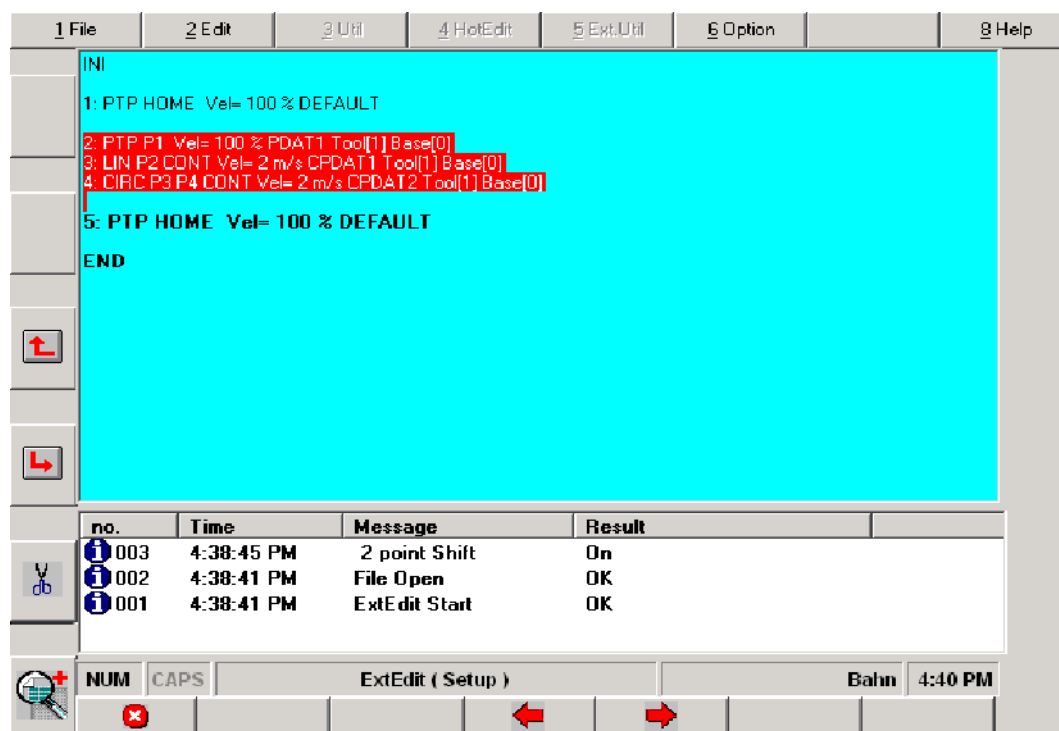 1 File 2 Edit 3 Util 4 HotEdit 5 Ext.Util 6 Option 8 Help
INI
1: PTP HOME Vel= 100 % DEFAULT
2: PTP P1 Vel= 100 % PDAT1 Tool[1] Base[0]
3: LIN P2 CONT Vel= 2 m/s CPDAT1 Tool[1] Base[0]
4: CIRC P3 P4 CONT Vel= 2 m/s CPDAT2 Tool[1] Base[0]
5: PTP HOME Vel= 100 % DEFAULT
END
no. Time Message Result
003 4:38:45 PM 2 point Shift On
002 4:38:41 PM File Open OK
001 4:38:41 PM ExtEdit Start OK
NUM CAPS ExtEdit ( Setup ) Bahn 4:40 PM